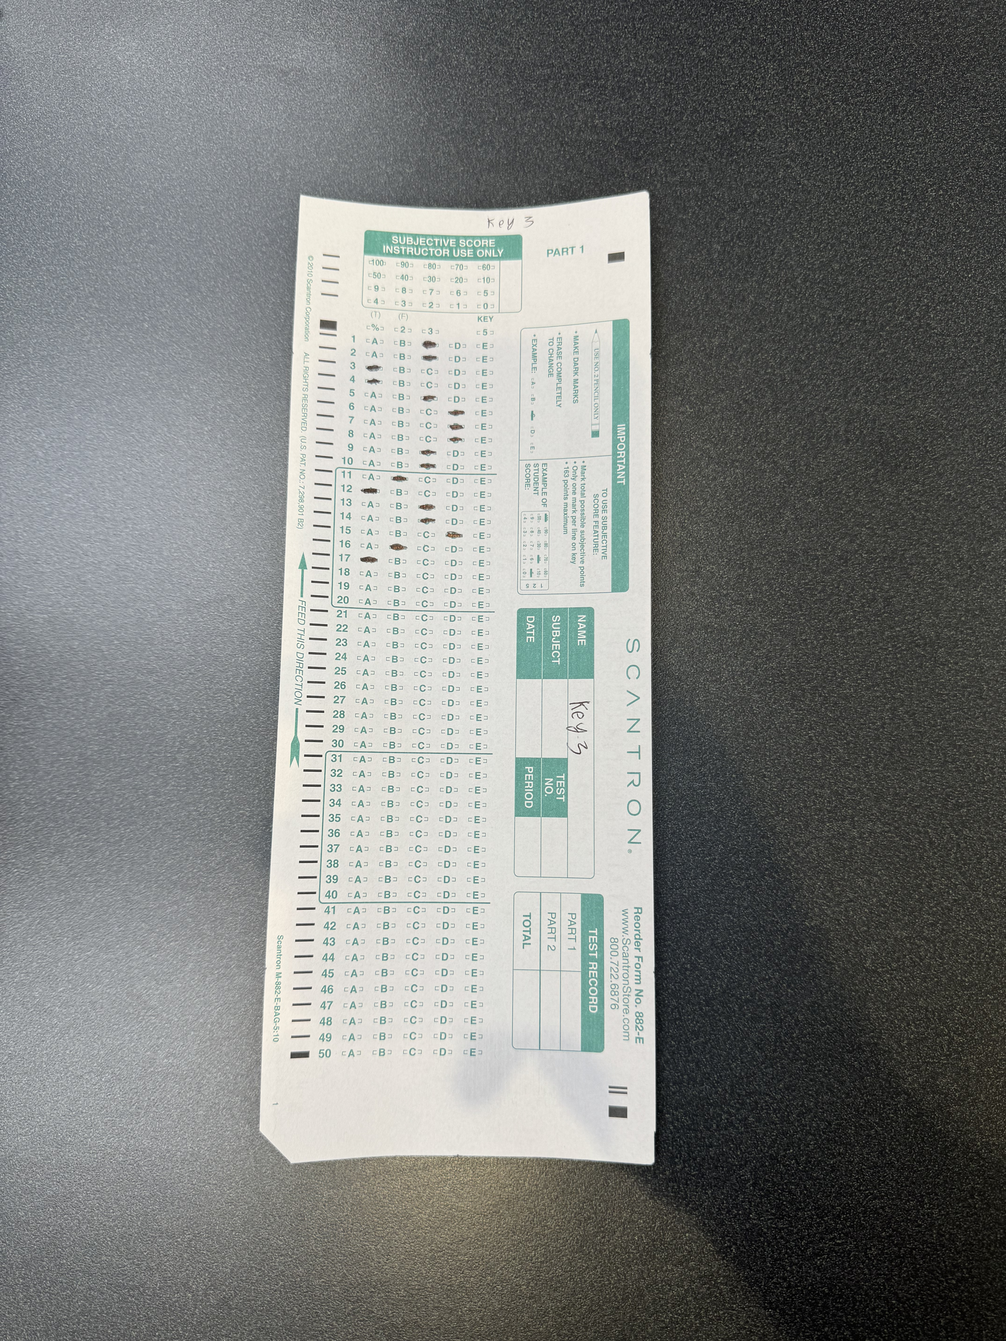 Key 3
SUBJECTIVE SCORE
INSTRUCTOR USE ONLY
100 90 80 70 60
50 40 30 20 10
9 8 7 6 5
4 3 2 1 0
PART 1
(T) (F) KEY
% 2 3 5
1 A B D E
2 A B D E
3 B C D E
4 B C D E
5 A B D E
6 A B C E
7 A B C E
8 A B C E
9 A B D E
10 A B D E
11 A C D E
12 B C D E
13 A B D E
14 A B D E
15 A B C E
16 A C D E
17 B C D E
18 A B C D E
19 A B C D E
20 A B C D E
21 A B C D E
22 A B C D E
23 A B C D E
24 A B C D E
25 A B C D E
26 A B C D E
27 A B C D E
28 A B C D E
29 A B C D E
30 A B C D E
31 A B C D E
32 A B C D E
33 A B C D E
34 A B C D E
35 A B C D E
36 A B C D E
37 A B C D E
38 A B C D E
39 A B C D E
40 A B C D E
41 A B C D E
42 A B C D E
43 A B C D E
44 A B C D E
45 A B C D E
46 A B C D E
47 A B C D E
48 A B C D E
49 A B C D E
50 A B C D E
IMPORTANT
USE NO. 2 PENCIL ONLY
• MAKE DARK MARKS
• ERASE COMPLETELY
TO CHANGE
• EXAMPLE: A B D E
TO USE SUBJECTIVE
SCORE FEATURE:
• Mark total possible subjective points
• Only one mark per line on key
• 163 points maximum
EXAMPLE OF
STUDENT
SCORE:
SCANTRON®
NAME Key 3
SUBJECT
TEST
NO.
DATE
PERIOD
Reorder Form No. 882-E
www.ScantronStore.com
800.722.6876
TEST RECORD
PART 1
PART 2
TOTAL
© 2010 Scantron Corporation ALL RIGHTS RESERVED. (U.S. PAT. NO.: 7,298,901 B2)
FEED THIS DIRECTION
Scantron M-882-E-BAG-5:10
1